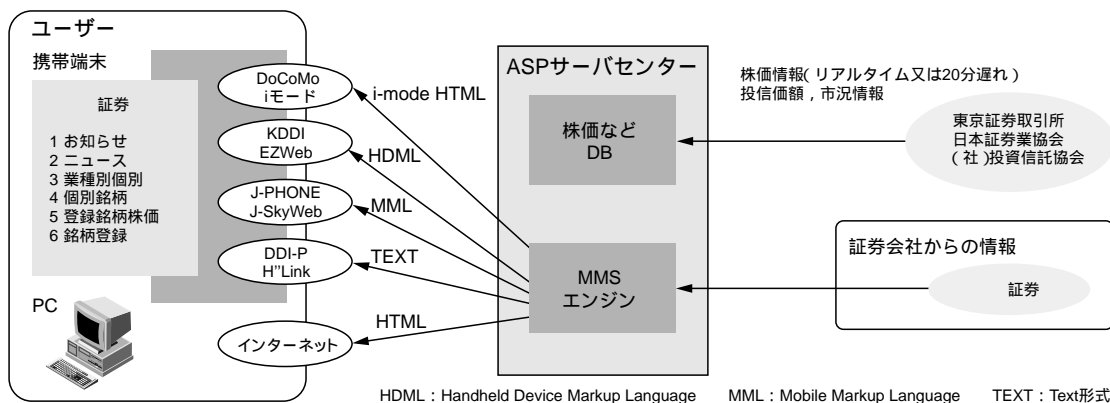 ユーザー
携帯端末
証券
1 お知らせ
2 ニュース
3 業種別個別
4 個別銘柄
5 登録銘柄株価
6 銘柄登録
PC
DoCoMo
iモード
KDDI
EZWeb
J-PHONE
J-SkyWeb
DDI-P
H"Link
インターネット
i-mode HTML
HDML
MML
TEXT
HTML
ASPサーバセンター
株価など
DB
MMS
エンジン
株価情報(リアルタイム又は20分遅れ)
投信価額,市況情報
東京証券取引所
日本証券業協会
(社)投資信託協会
証券会社からの情報
証券
HDML：Handheld Device Markup Language MML：Mobile Markup Language TEXT：Text形式